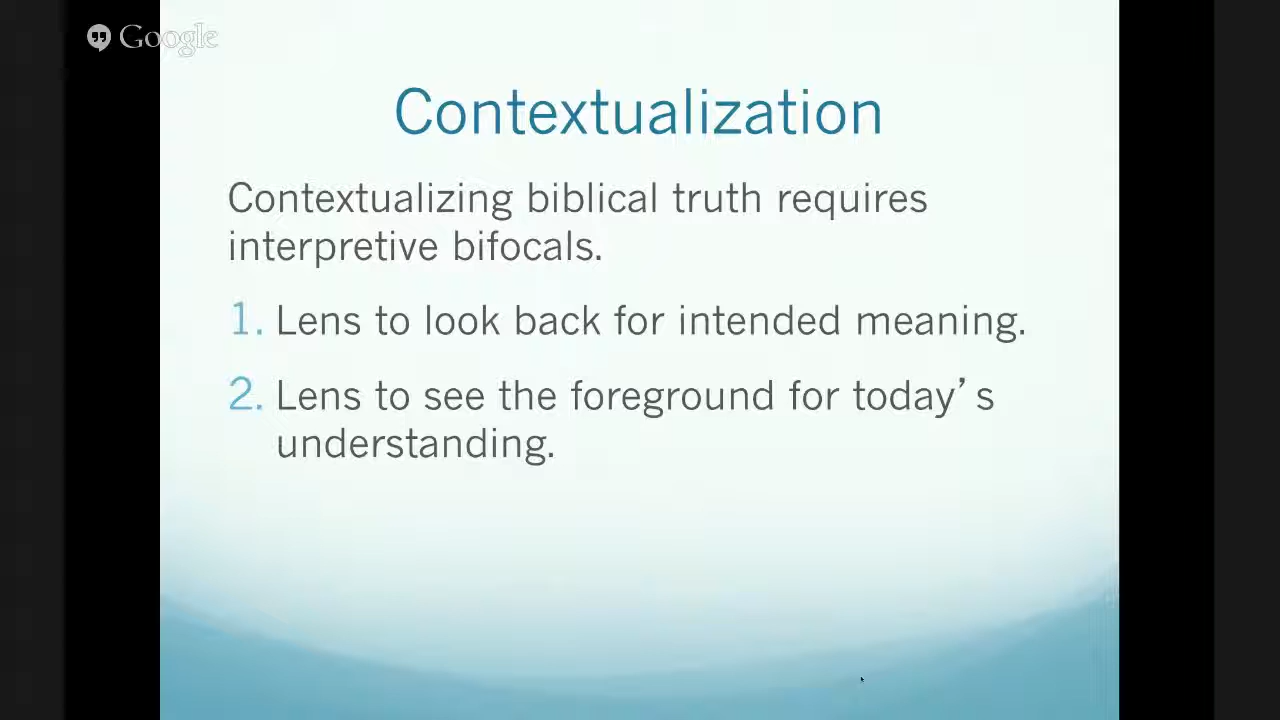 Google
Contextualization
Contextualizing biblical truth requires
interpretive bifocals.
1. Lens to look back for intended meaning.
2. Lens to see the foreground for today’s
understanding.